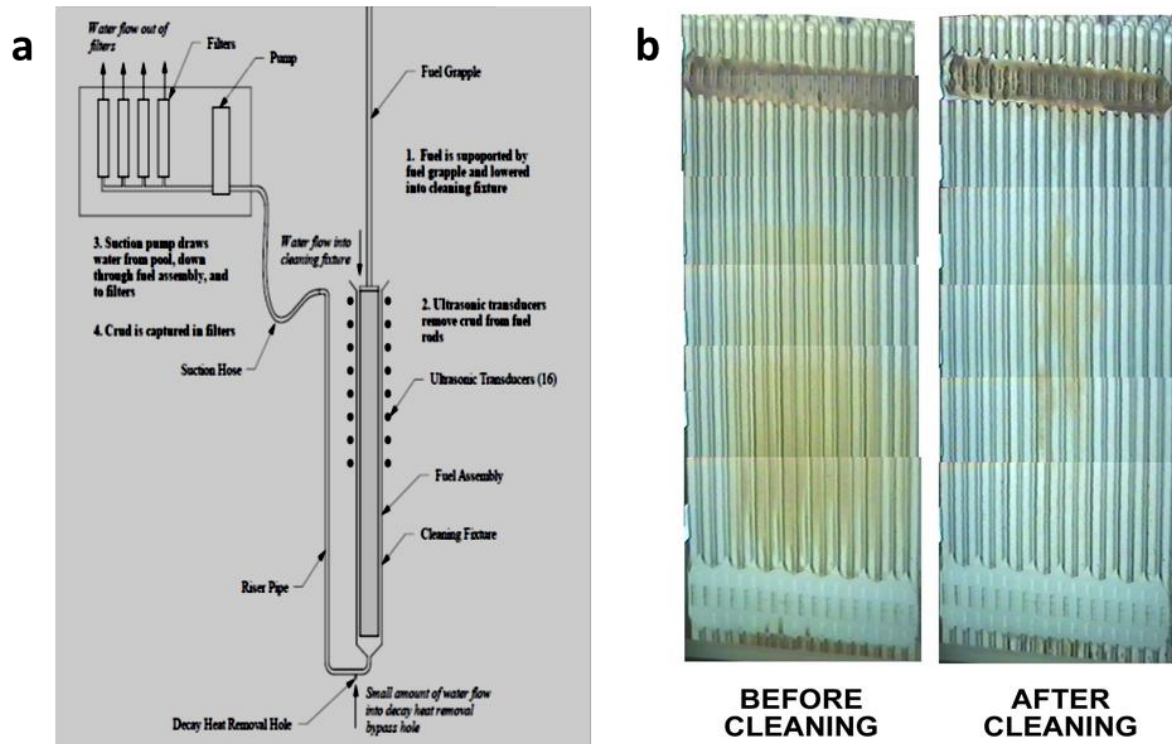 a
Water flow out of
filters
Filters
Pump
Fuel Grapple
1. Fuel is supoported by
fuel grapple and lowered
into cleaning fixture
3. Suction pump draws
water from pool, down
through fuel assembly, and
to filters
Water flow into
cleaning fixture
2. Ultrasonic transducers
remove crud from fuel
rods
4. Crud is captured in filters
Suction Hose
Ultrasonic Transducers (16)
Fuel Assembly
Cleaning Fixture
Riser Pipe
Small amount of water flow
into decay heat removal
bypass hole
Decay Heat Removal Hole
b
BEFORE
CLEANING
AFTER
CLEANING